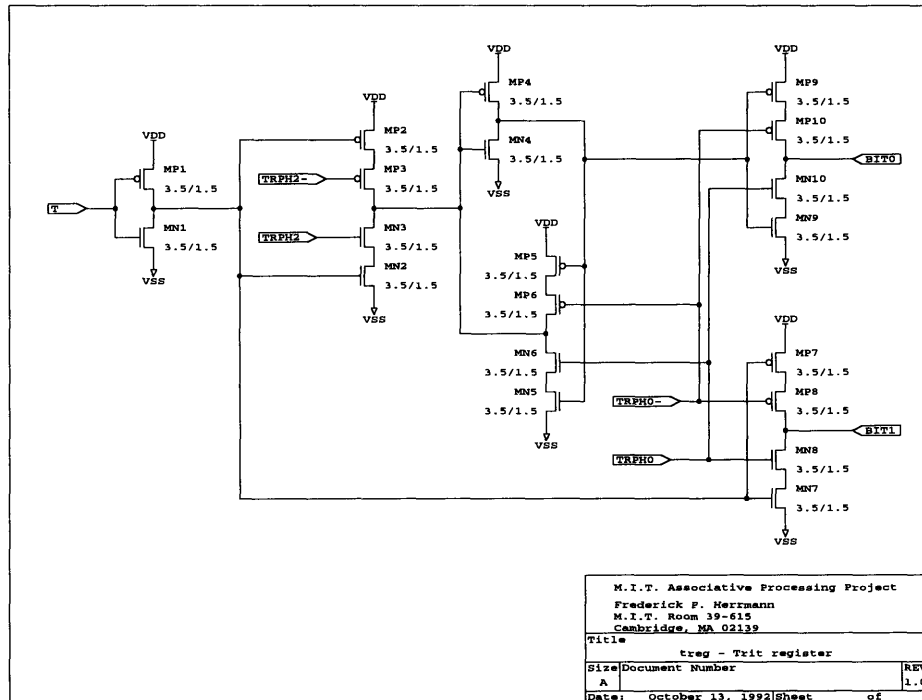 VDD
MP4
3.5/1.5
VDD
MP9
3.5/1.5
MP10
3.5/1.5
BIT0
MN10
3.5/1.5
MN9
3.5/1.5
VSS
VDD
MP2
3.5/1.5
MP3
3.5/1.5
TRPH2-
TRPH2
MN3
3.5/1.5
MN2
3.5/1.5
VSS
MN4
3.5/1.5
VSS
VDD
MP1
3.5/1.5
T
MN1
3.5/1.5
VSS
VDD
MP5
3.5/1.5
MP6
3.5/1.5
MN6
3.5/1.5
MN5
3.5/1.5
VSS
VDD
MP7
3.5/1.5
TRPH0-
MP8
3.5/1.5
BIT1
TRPH0
MN8
3.5/1.5
MN7
3.5/1.5
VSS
M.I.T. Associative Processing Project
Frederick P. Herrmann
M.I.T. Room 39-615
Cambridge, MA 02139
Title
treg - Trit register
Size Document Number REV
A 1.0
Date: October 13, 1992 Sheet of